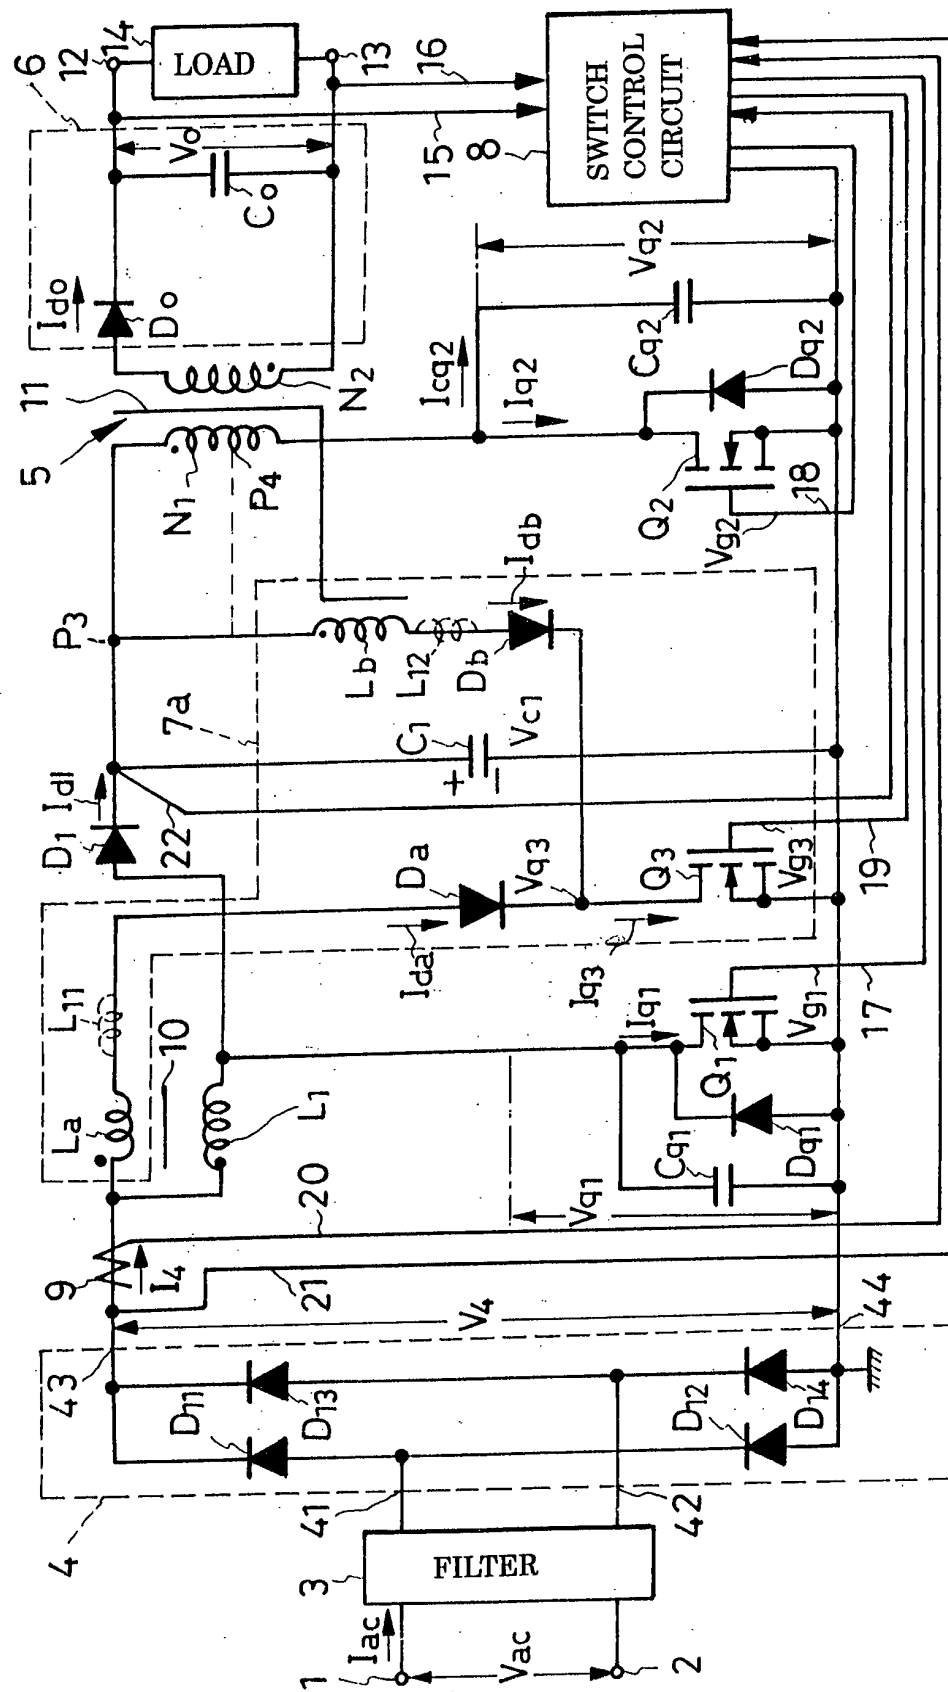 1
2
Iac
Vac
3
FILTER
4
41
42
D11
D13
D12
D14
43
44
V4
9
I4
20
21
La
L11
10
L1
Vq1
Cq1
Dq1
Q1
Iq1
Vg1
17
D1
Id1
22
7a
Da
Ida
Vq3
Iq3
Q3
Vg3
19
C1
+
−
Vc1
P3
Lb
L12
Db
Idb
5
11
N1
P4
N2
Icq2
Iq2
Q2
Vg2
18
Dq2
Cq2
Vq2
6
Ido
Do
Co
Vo
12
14
LOAD
13
15
16
8
SWITCH
CONTROL
CIRCUIT